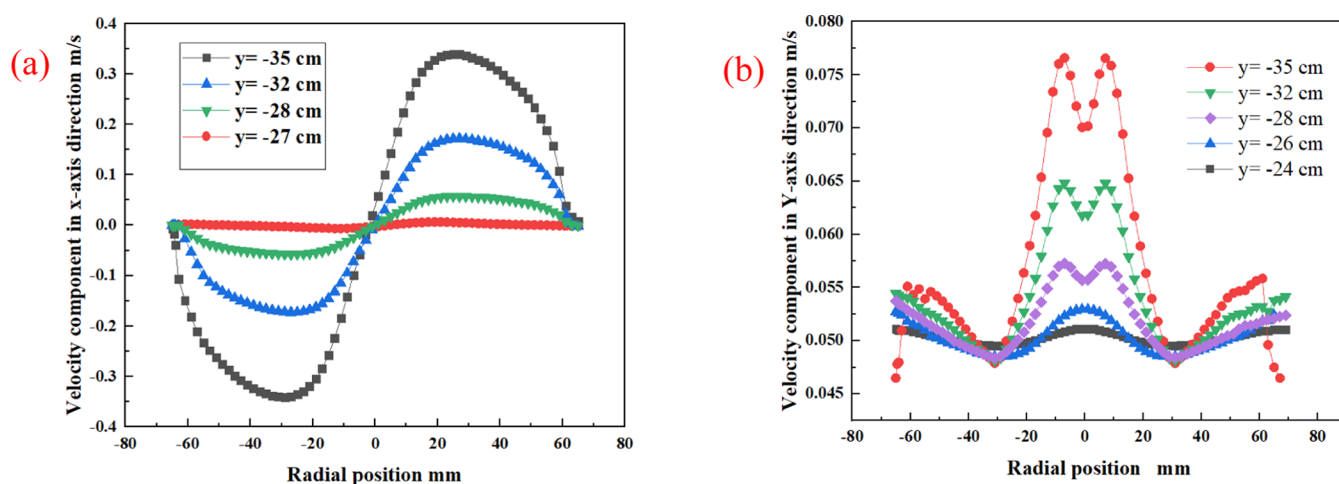 (a)
Velocity component in x-axis direction m/s
0.4
0.3
0.2
0.1
0.0
-0.1
-0.2
-0.3
-0.4
y= -35 cm
y= -32 cm
y= -28 cm
y= -27 cm
-80
-60
-40
-20
0
20
40
60
80
Radial position mm
(b)
Velocity component in Y-axis direction m/s
0.080
0.075
0.070
0.065
0.060
0.055
0.050
0.045
y= -35 cm
y= -32 cm
y= -28 cm
y= -26 cm
y= -24 cm
-80
-60
-40
-20
0
20
40
60
80
Radial position mm